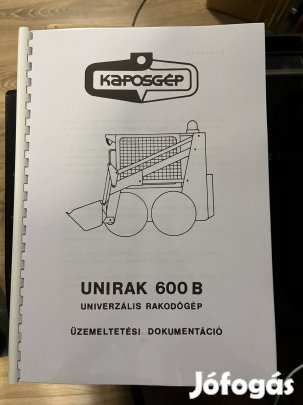 KAPOSGÉP
UNIRAK 600 B
UNIVERZÁLIS RAKODÓGÉP
ÜZEMELTETÉSI DOKUMENTÁCIÓ
Jófogás